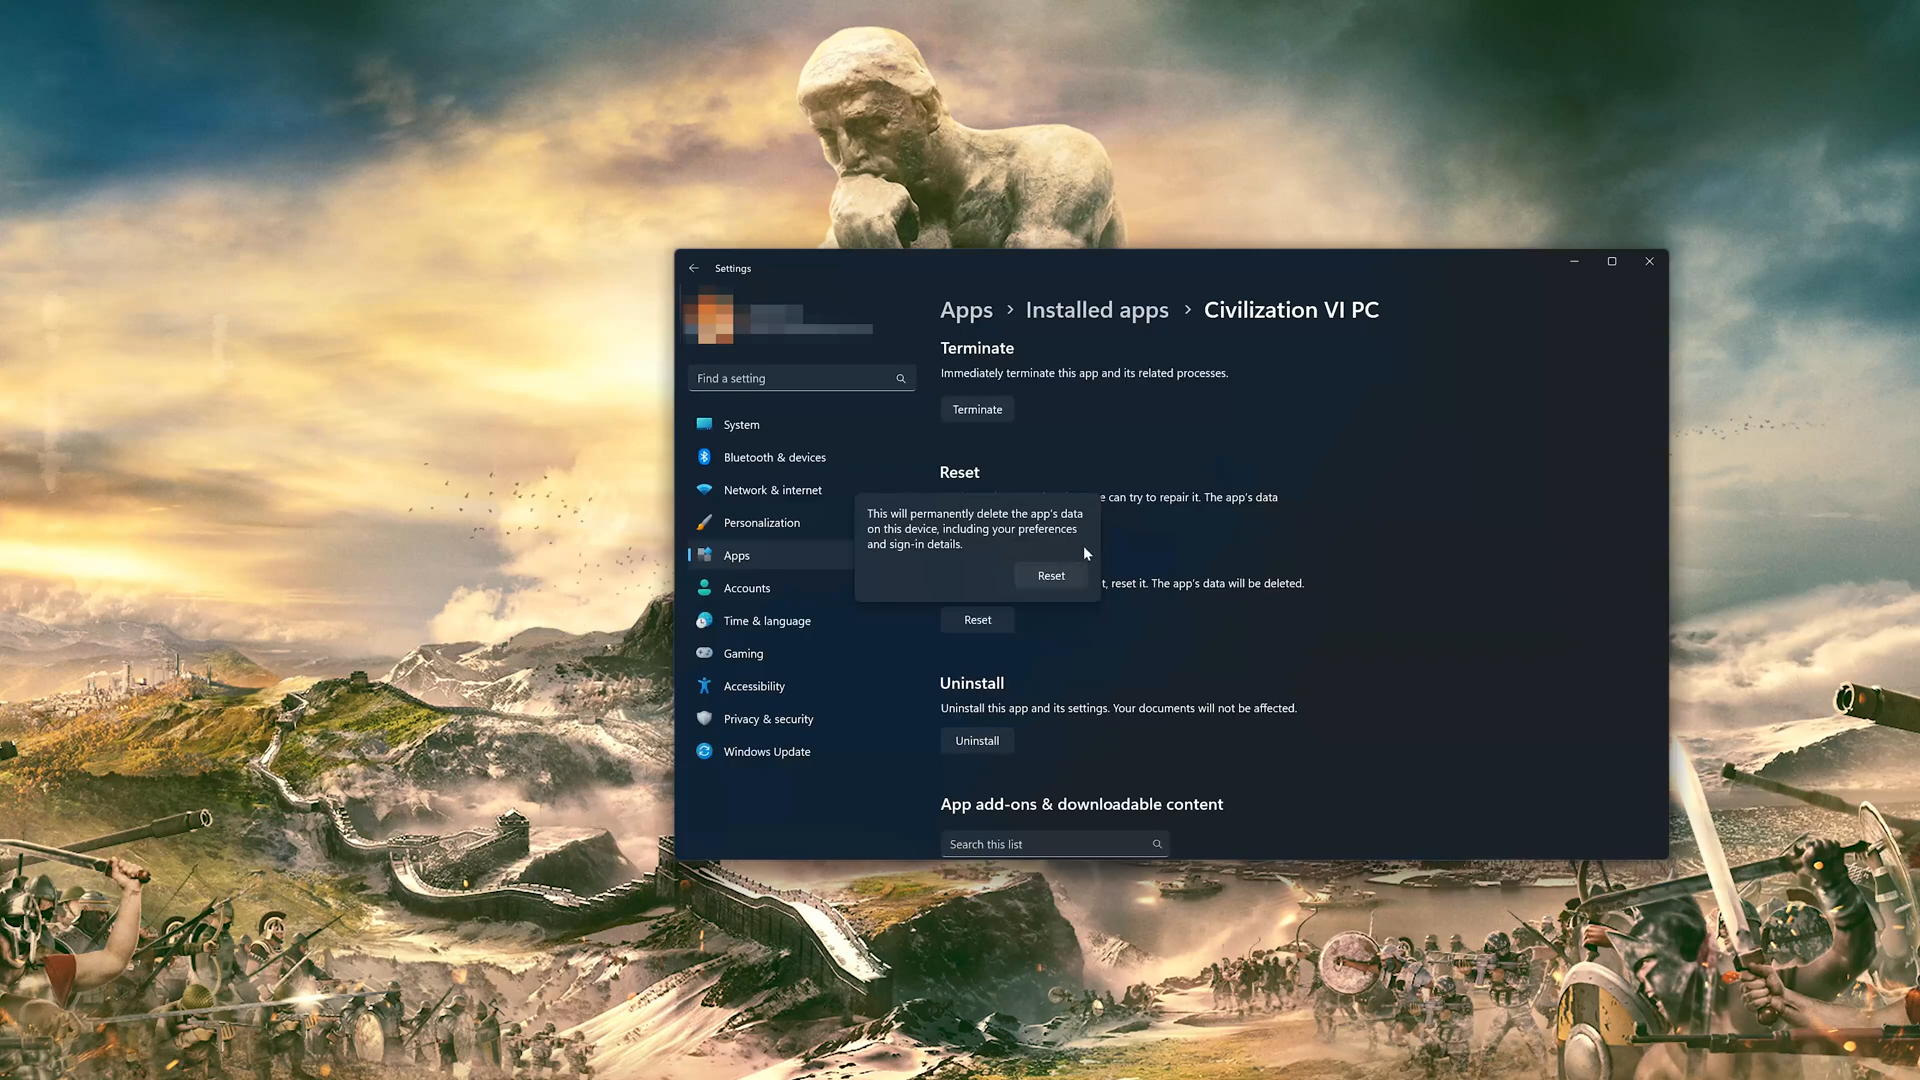 Settings
Find a setting
System
Bluetooth & devices
Network & internet
Personalization
Apps
Accounts
Time & language
Gaming
Accessibility
Privacy & security
Windows Update
Apps > Installed apps > Civilization VI PC
Terminate
Immediately terminate this app and its related processes.
Terminate
Reset
can try to repair it. The app's data
This will permanently delete the app's data
on this device, including your preferences
and sign-in details.
Reset
reset it. The app's data will be deleted.
Reset
Uninstall
Uninstall this app and its settings. Your documents will not be affected.
Uninstall
App add-ons & downloadable content
Search this list